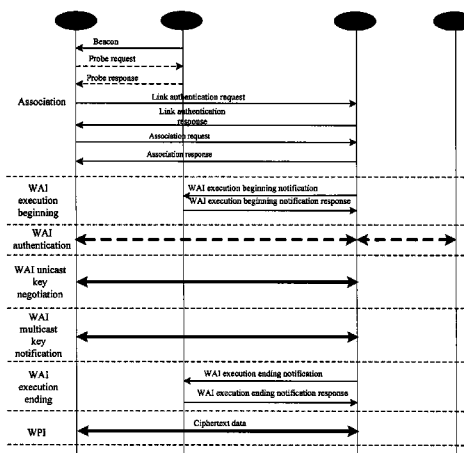 Beacon
Probe request
Probe response
Association
Link authentication request
Link authentication
response
Association request
Association response
WAI
execution
beginning
WAI execution beginning notification
WAI execution beginning notification response
WAI
authentication
WAI unicast
key
negotiation
WAI
multicast
key
notification
WAI
execution
ending
WAI execution ending notification
WAI execution ending notification response
WPI
Ciphertext data